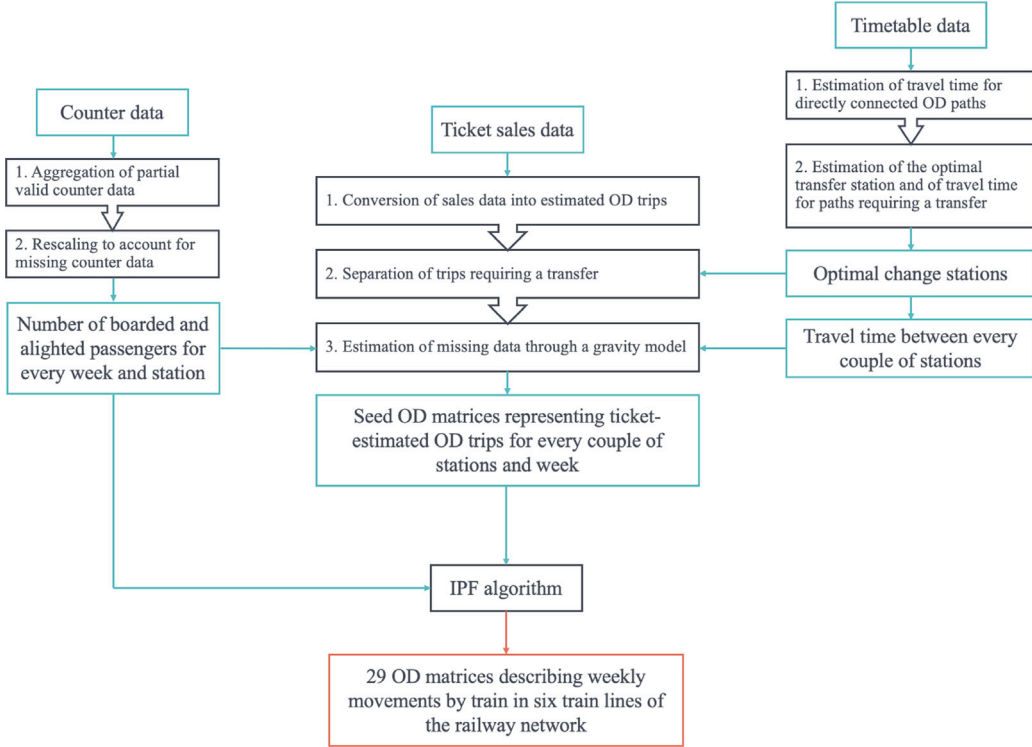 Counter data
1. Aggregation of partial
valid counter data
2. Rescaling to account for
missing counter data
Number of boarded and
alighted passengers for
every week and station
Ticket sales data
1. Conversion of sales data into estimated OD trips
2. Separation of trips requiring a transfer
3. Estimation of missing data through a gravity model
Seed OD matrices representing ticket-
estimated OD trips for every couple of
stations and week
Timetable data
1. Estimation of travel time for
directly connected OD paths
2. Estimation of the optimal
transfer station and of travel time
for paths requiring a transfer
Optimal change stations
Travel time between every
couple of stations
IPF algorithm
29 OD matrices describing weekly
movements by train in six train lines of
the railway network